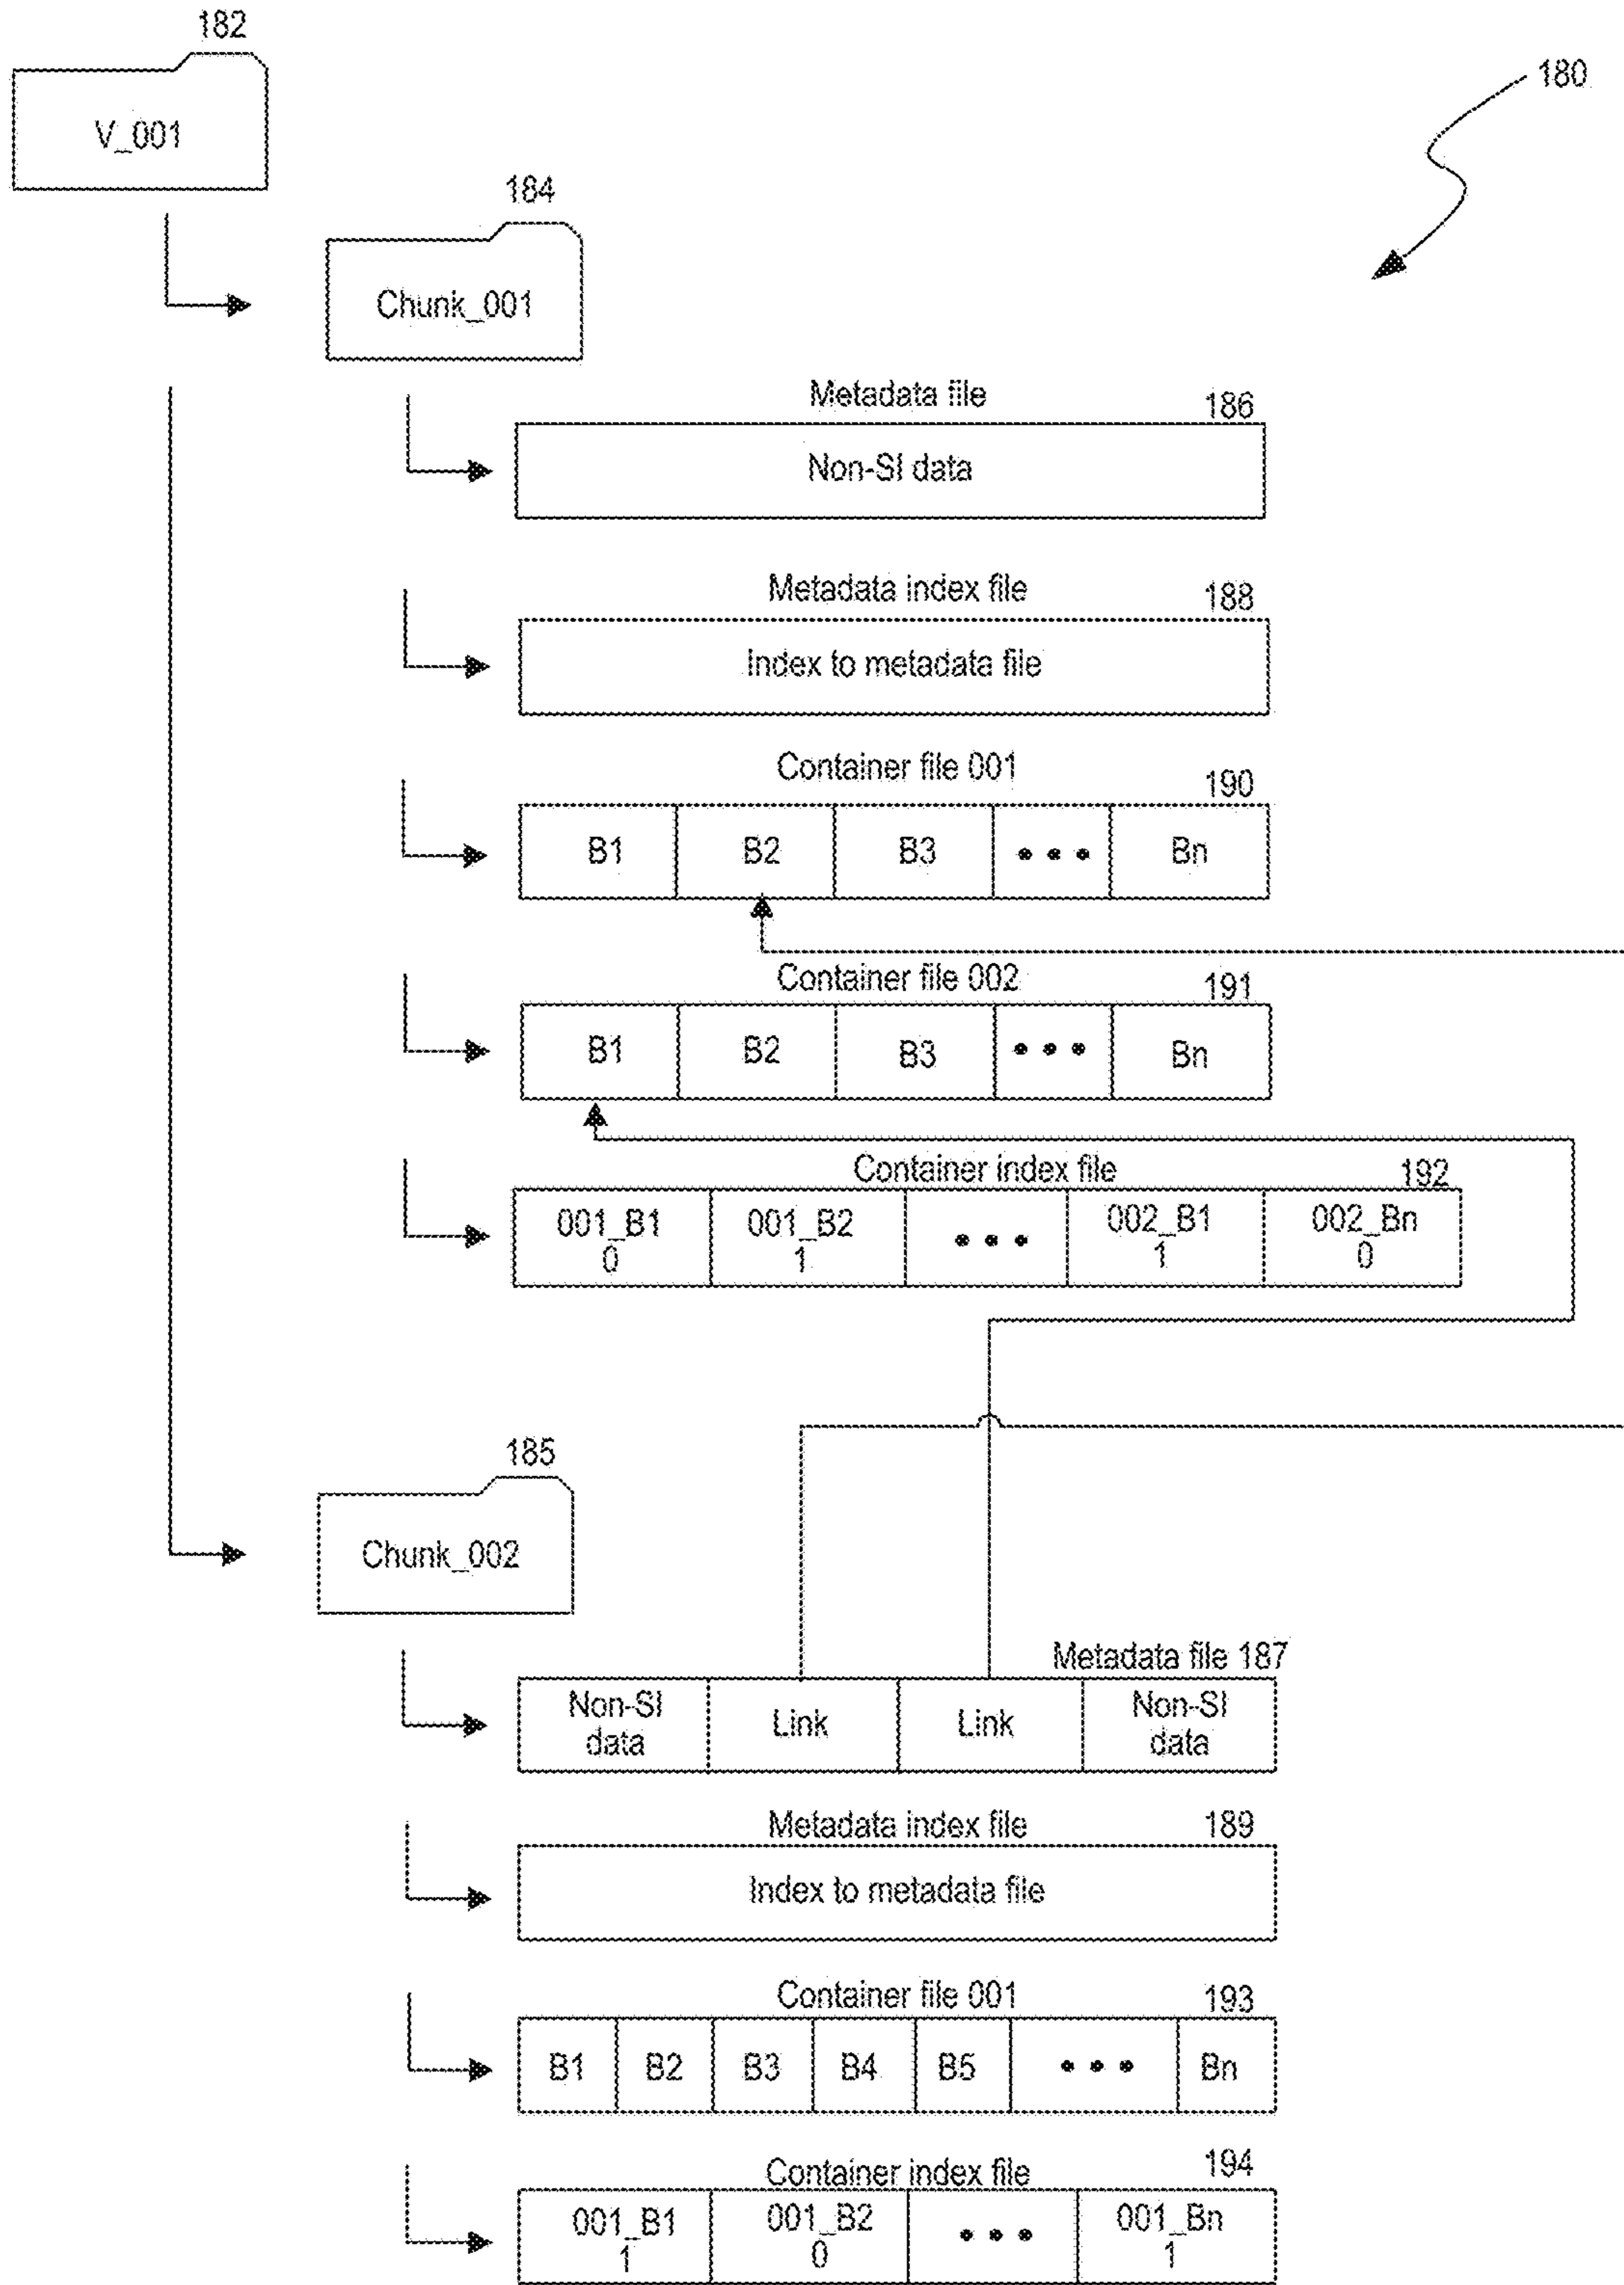 182
V_001
180
184
Chunk_001
Metadata file 186
Non-SI data
Metadata index file 188
Index to metadata file
Container file 001 190
B1 B2 B3 ••• Bn
Container file 002 191
B1 B2 B3 ••• Bn
Container index file 192
001_B1 001_B2 ••• 002_B1 002_Bn
0 1 1 0
185
Chunk_002
Metadata file 187
Non-SI Link Link Non-SI
data data
Metadata index file 189
Index to metadata file
Container file 001 193
B1 B2 B3 B4 B5 ••• Bn
Container index file 194
001_B1 001_B2 ••• 001_Bn
1 0 1